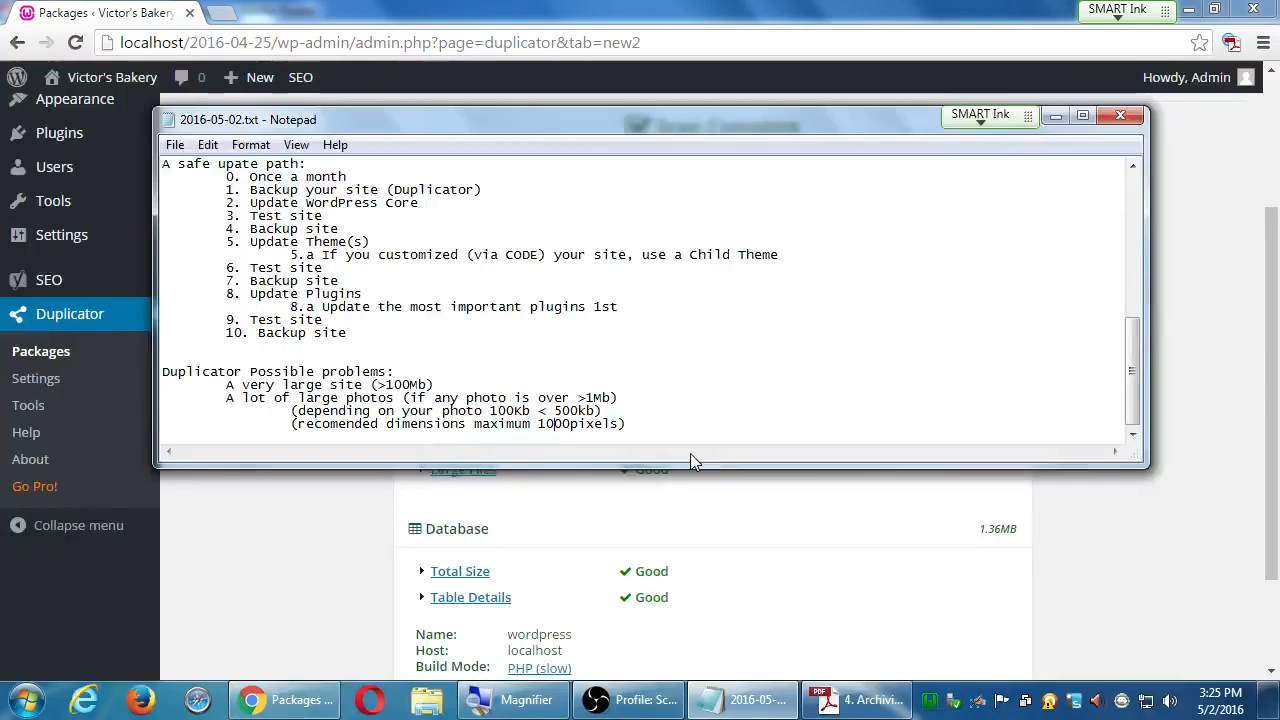 Packages ‹ Victor's Bakery
SMART Ink
localhost/2016-04-25/wp-admin/admin.php?page=duplicator&tab=new2
Victor's Bakery
0
New
SEO
Howdy, Admin
Appearance
Plugins
Users
Tools
Settings
SEO
Duplicator
Packages
Settings
Tools
Help
About
Go Pro!
Collapse menu
2016-05-02.txt - Notepad
SMART Ink
File Edit Format View Help
A safe upate path:
0. Once a month
1. Backup your site (Duplicator)
2. Update WordPress Core
3. Test site
4. Backup site
5. Update Theme(s)
5.a If you customized (via CODE) your site, use a Child Theme
6. Test site
7. Backup site
8. Update Plugins
8.a Update the most important plugins 1st
9. Test site
10. Backup site
Duplicator Possible problems:
A very large site (>100Mb)
A lot of large photos (if any photo is over >1Mb)
(depending on your photo 100Kb < 500kb)
(recomended dimensions maximum 1000pixels)
Large Files Good
Database 1.36MB
Total Size Good
Table Details Good
Name: wordpress
Host: localhost
Build Mode: PHP (slow)
Packages ...
Magnifier
Profile: Sc...
2016-05-...
4. Archivi...
3:25 PM
5/2/2016